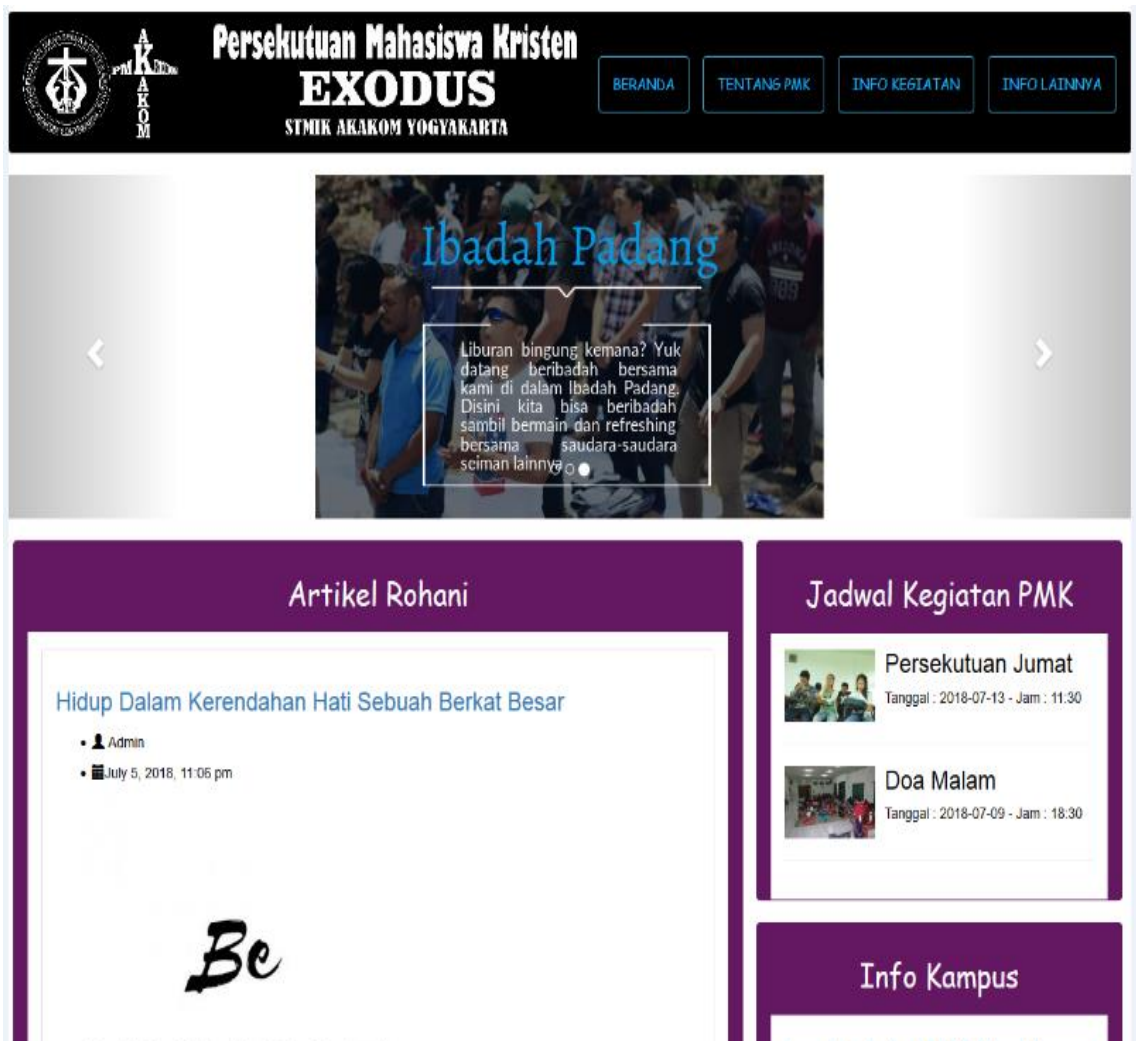 AKAKOM
Persekutuan Mahasiswa Kristen
EXODUS
STMIK AKAKOM YOGYAKARTA
BERANDA
TENTANG PMK
INFO KEGIATAN
INFO LAINNYA
Ibadah Padang
Liburan bingung kemana? Yuk
datang beribadah bersama
kami di dalam Ibadah Padang.
Disini kita bisa beribadah
sambil bermain dan refreshing
bersama saudara-saudara
seiman lainnya
Artikel Rohani
Hidup Dalam Kerendahan Hati Sebuah Berkat Besar
Admin
July 5, 2018, 11:06 pm
Be
Jadwal Kegiatan PMK
Persekutuan Jumat
Tanggal : 2018-07-13 - Jam : 11:30
Doa Malam
Tanggal : 2018-07-09 - Jam : 18:30
Info Kampus